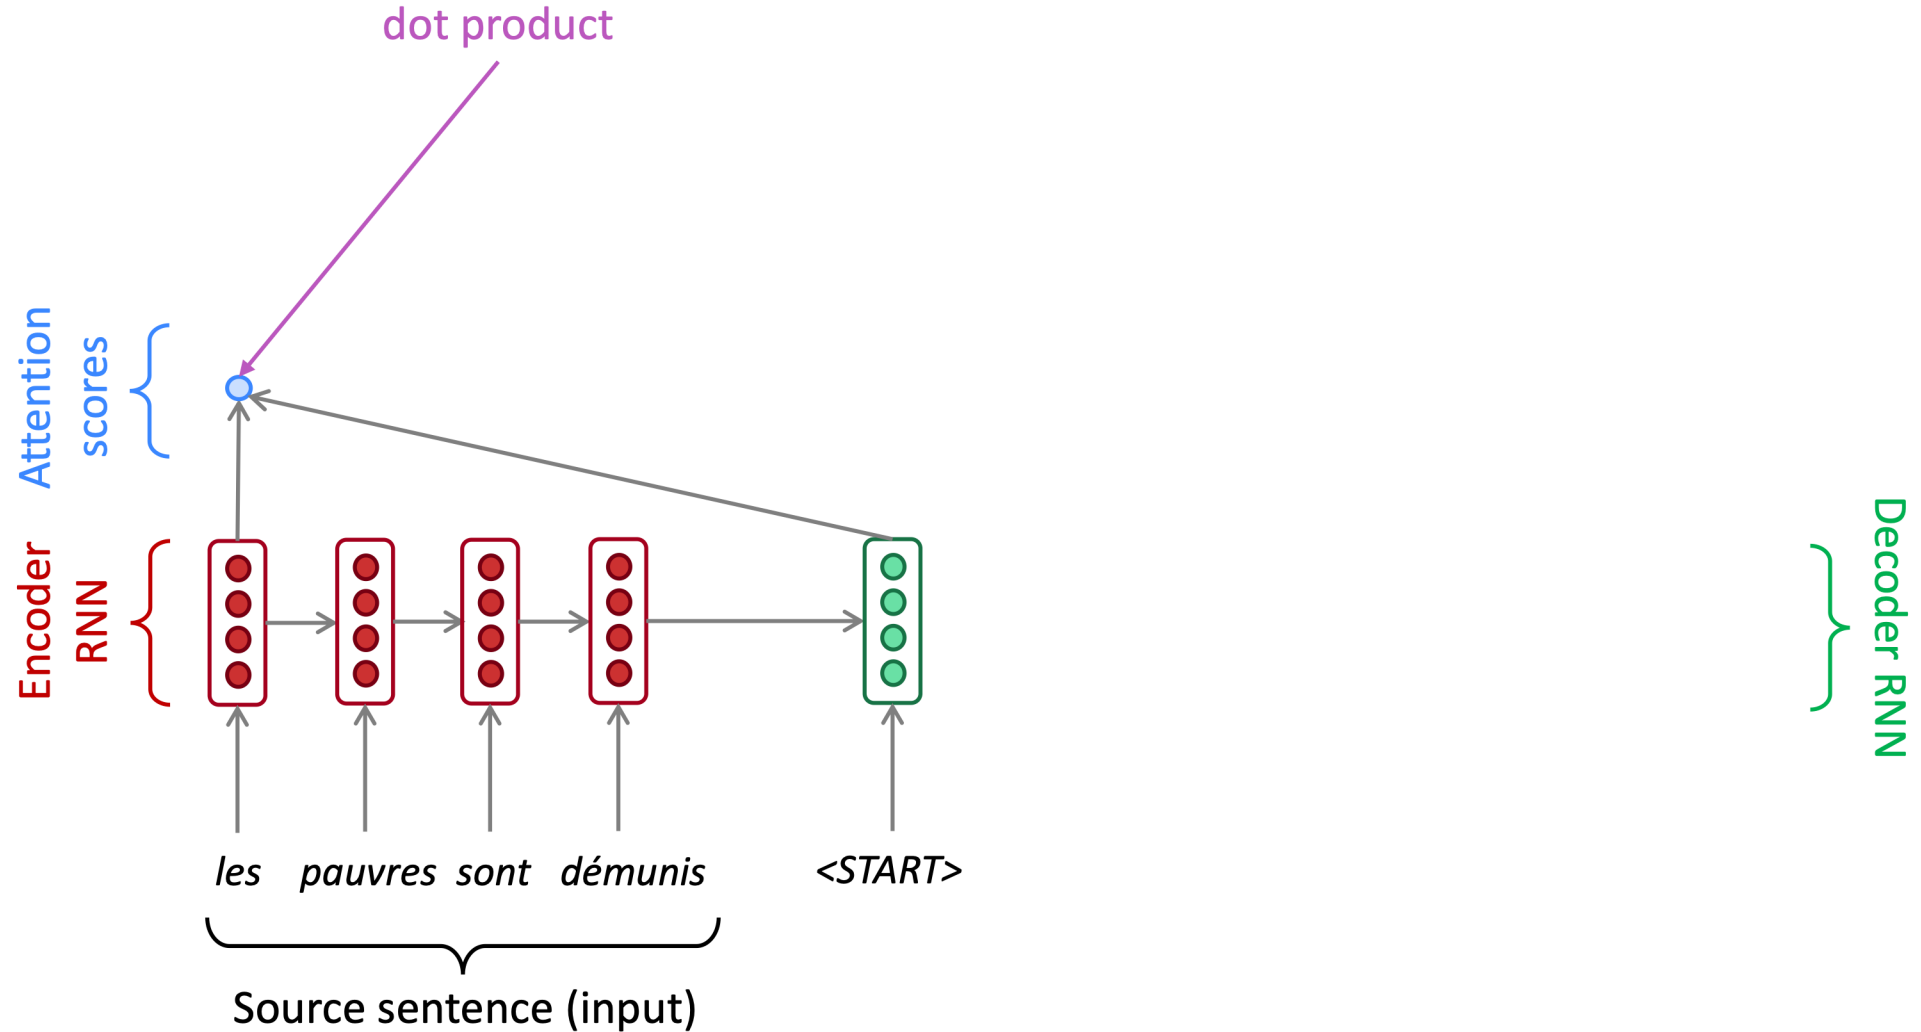 dot product
Attention
scores
Encoder
RNN
Decoder RNN
les pauvres sont démunis <START>
Source sentence (input)